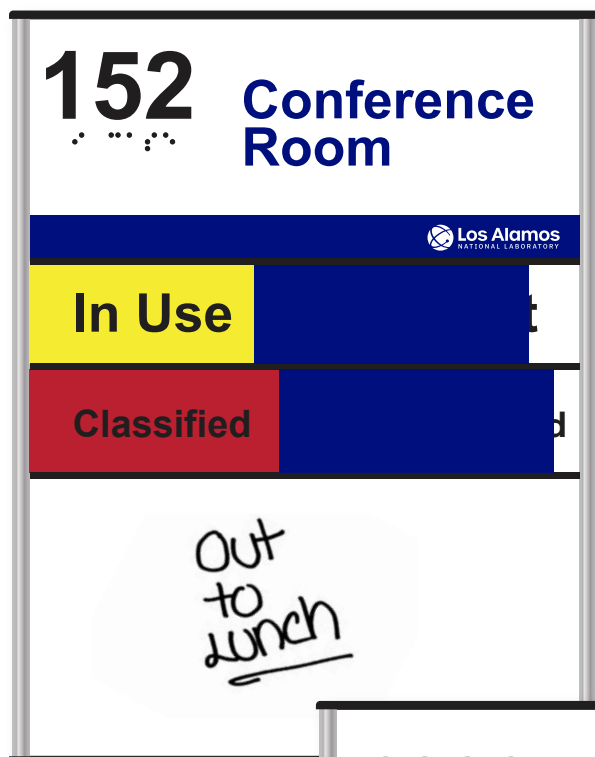 152
Conference
Room
Los Alamos
NATIONAL LABORATORY
In Use
t
Classified
d
Out
to
Lunch